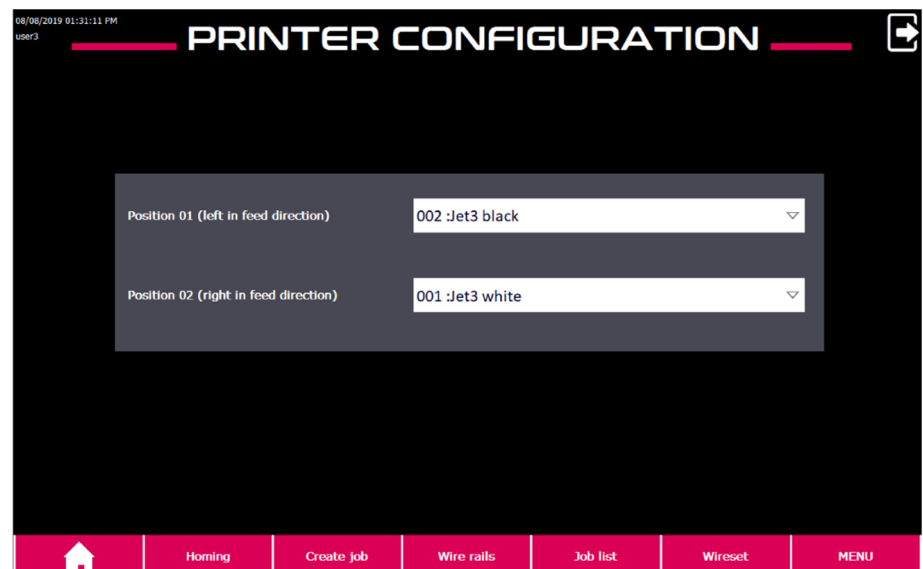 08/08/2019 01:31:11 PM
user3
PRINTER CONFIGURATION
Position 01 (left in feed direction)
002 :Jet3 black
Position 02 (right in feed direction)
001 :Jet3 white
Homing
Create job
Wire rails
Job list
Wireset
MENU